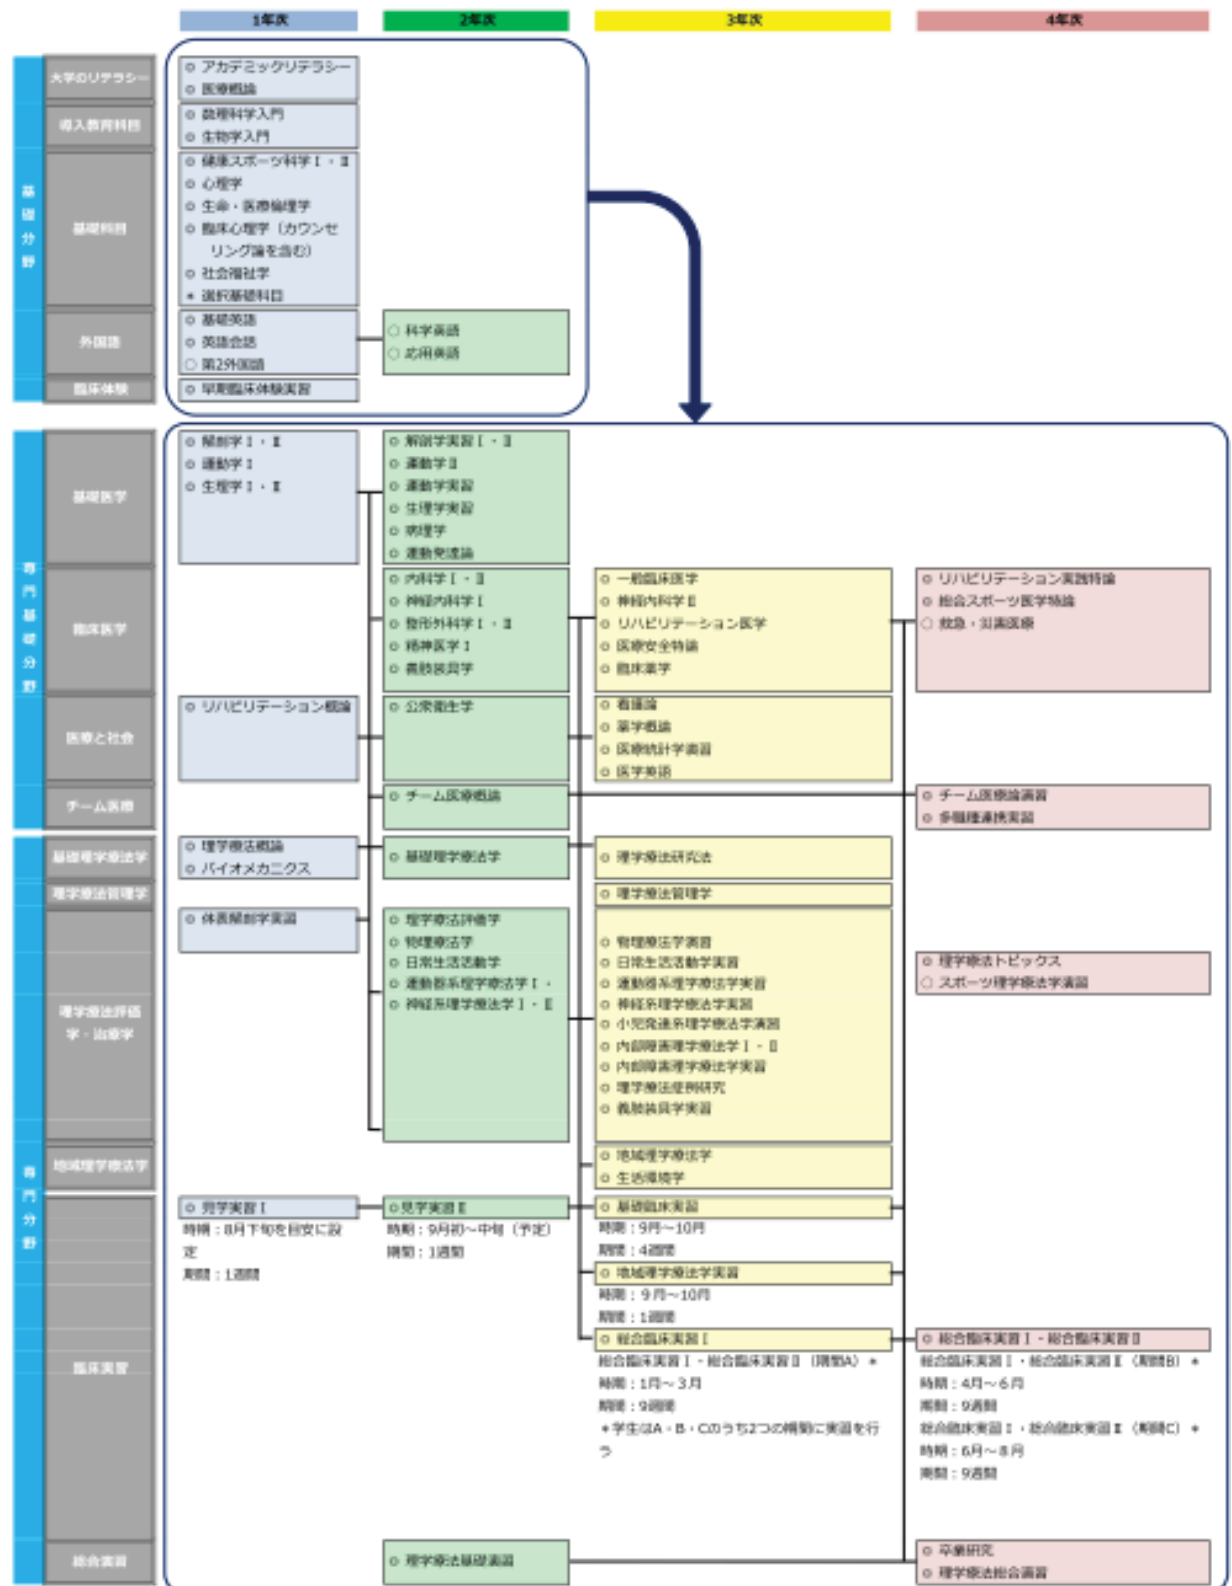 1年次
2年次
3年次
4年次
基礎分野
大学のリテラシー
◎ アカデミックリテラシー
◎ 医療概論
導入教育科目
◎ 数理科学入門
◎ 生物学入門
基礎科目
◎ 健康スポーツ科学Ⅰ・Ⅱ
◎ 心理学
◎ 生命・医療倫理学
◎ 臨床心理学（カウンセ
リング論を含む）
◎ 社会福祉学
＊ 選択基礎科目
外国語
◎ 基礎英語
◎ 英語会話
○ 第2外国語
○ 科学英語
○ 応用英語
臨床体験
◎ 早期臨床体験実習
専門基礎分野
基礎医学
◎ 解剖学Ⅰ・Ⅱ
◎ 運動学Ⅰ
◎ 生理学Ⅰ・Ⅱ
◎ 解剖学実習Ⅰ・Ⅱ
◎ 運動学Ⅱ
◎ 運動学実習
◎ 生理学実習
◎ 病理学
◎ 運動発達論
臨床医学
◎ 内科学Ⅰ・Ⅱ
◎ 神経内科学Ⅰ
◎ 整形外科学Ⅰ・Ⅱ
◎ 精神医学Ⅰ
◎ 義肢装具学
◎ 一般臨床医学
◎ 神経内科学Ⅱ
◎ リハビリテーション医学
◎ 医療安全特論
◎ 臨床薬学
◎ リハビリテーション実践特論
◎ 総合スポーツ医学特論
○ 救急・災害医療
医療と社会
◎ リハビリテーション概論
◎ 公衆衛生学
◎ 看護論
◎ 薬学概論
◎ 医療統計学演習
◎ 医学英語
チーム医療
◎ チーム医療概論
◎ チーム医療論演習
◎ 多職種連携実習
専門分野
基礎理学療法学
◎ 理学療法概論
◎ バイオメカニクス
◎ 基礎理学療法学
◎ 理学療法研究法
理学療法管理学
◎ 理学療法管理学
理学療法評価
学・治療学
◎ 体表解剖学実習
◎ 理学療法評価学
◎ 物理療法学
◎ 日常生活活動学
◎ 運動器系理学療法学Ⅰ・
◎ 神経系理学療法学Ⅰ・Ⅱ
◎ 物理療法学演習
◎ 日常生活活動学実習
◎ 運動器系理学療法学実習
◎ 神経系理学療法学実習
◎ 小児発達系理学療法学演習
◎ 内部障害理学療法学Ⅰ・Ⅱ
◎ 内部障害理学療法学実習
◎ 理学療法症例研究
◎ 義肢装具学実習
◎ 理学療法トピックス
○ スポーツ理学療法学演習
地域理学療法学
◎ 地域理学療法学
◎ 生活環境学
臨床実習
◎ 見学実習Ⅰ
時期：8月下旬を目安に設
定
期間：1週間
◎見学実習Ⅱ
時期：9月初～中旬（予定）
期間：1週間
◎ 基礎臨床実習
時期：9月～10月
期間：4週間
◎ 地域理学療法学実習
時期：９月～10月
期間：1週間
◎ 総合臨床実習Ⅰ
総合臨床実習Ⅰ・総合臨床実習Ⅱ（期間A）＊
時期：1月～３月
期間：9週間
＊学生はA・B・Cのうち2つの期間に実習を行
う
◎ 総合臨床実習Ⅰ・総合臨床実習Ⅱ
総合臨床実習Ⅰ・総合臨床実習Ⅱ（期間B）＊
時期：4月～６月
期間：9週間
総合臨床実習Ⅰ・総合臨床実習Ⅱ（期間C）＊
時期：6月～８月
期間：9週間
総合演習
◎ 理学療法基礎演習
◎ 卒業研究
◎ 理学療法総合演習